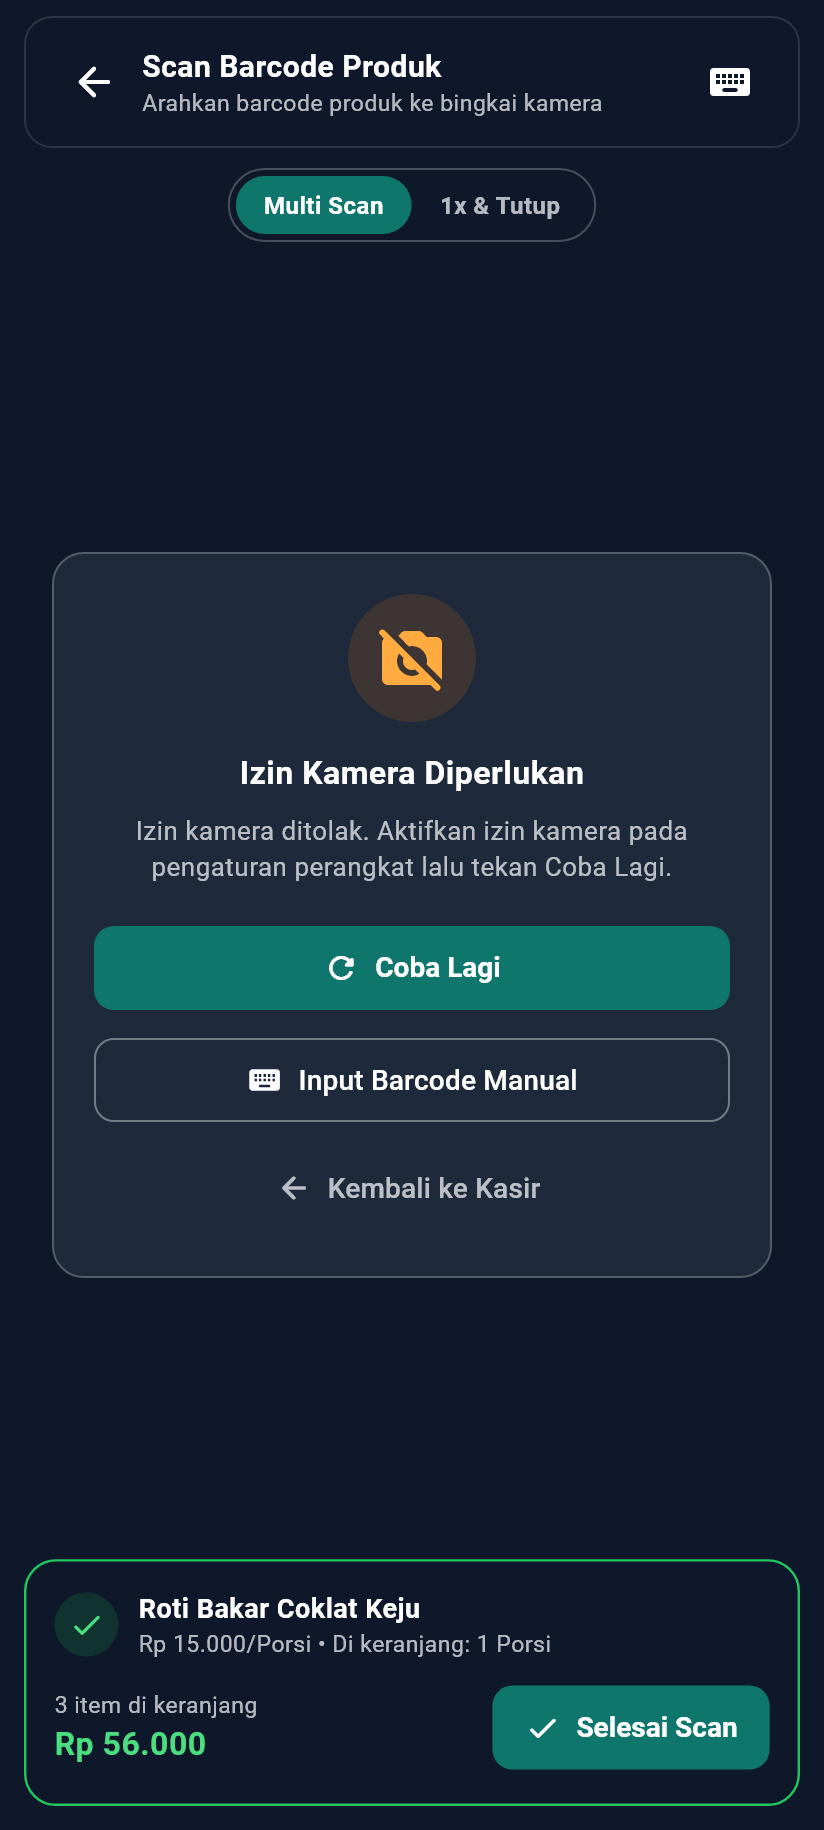 Scan Barcode Produk
Arahkan barcode produk ke bingkai kamera
Multi Scan
1x & Tutup
Izin Kamera Diperlukan
Izin kamera ditolak. Aktifkan izin kamera pada
pengaturan perangkat lalu tekan Coba Lagi.
Coba Lagi
Input Barcode Manual
Kembali ke Kasir
Roti Bakar Coklat Keju
Rp 15.000/Porsi • Di keranjang: 1 Porsi
3 item di keranjang
Rp 56.000
Selesai Scan